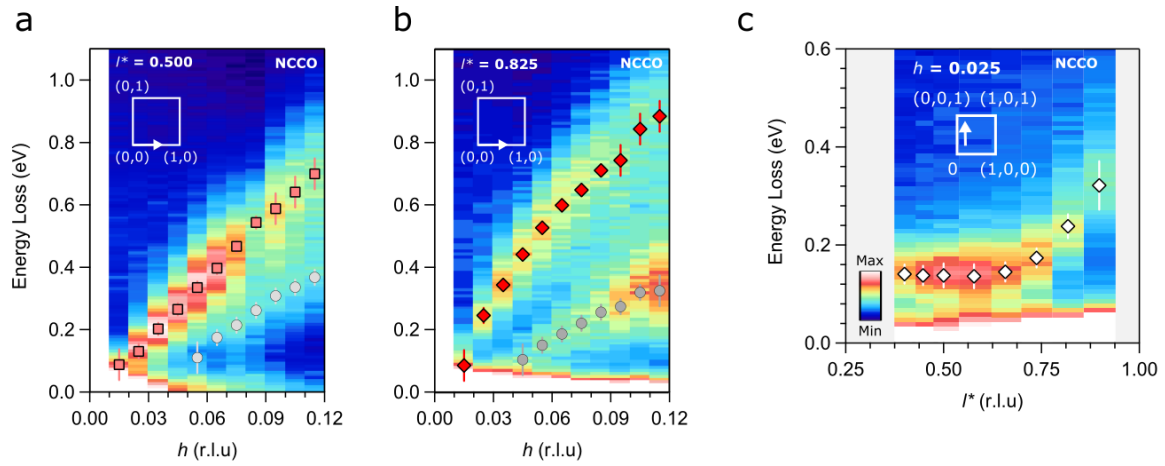 a
l* = 0.500 NCCO
(0,1)
(0,0) (1,0)
Energy Loss (eV)
1.0
0.8
0.6
0.4
0.2
0.0
0.00 0.03 0.06 0.09 0.12
h (r.l.u)
b
l* = 0.825 NCCO
(0,1)
(0,0) (1,0)
1.0
0.8
0.6
0.4
0.2
0.0
0.00 0.03 0.06 0.09 0.12
h (r.l.u)
c
h = 0.025 NCCO
(0,0,1) (1,0,1)
0 (1,0,0)
Energy Loss (eV)
0.6
0.4
0.2
0.0
Max
Min
0.25 0.50 0.75 1.00
l* (r.l.u)